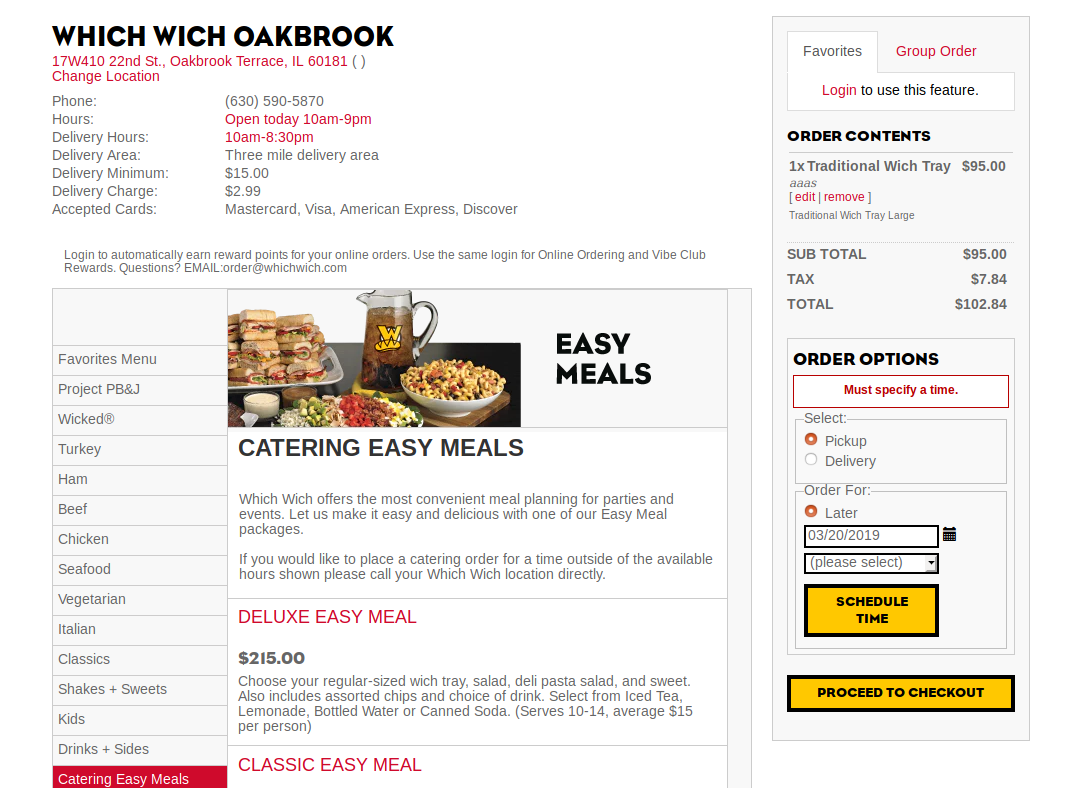 WHICH WICH OAKBROOK
17W410 22nd St., Oakbrook Terrace, IL 60181 ( )
Change Location
Phone: (630) 590-5870
Hours: Open today 10am-9pm
Delivery Hours: 10am-8:30pm
Delivery Area: Three mile delivery area
Delivery Minimum: $15.00
Delivery Charge: $2.99
Accepted Cards: Mastercard, Visa, American Express, Discover
Login to automatically earn reward points for your online orders. Use the same login for Online Ordering and Vibe Club
Rewards. Questions? EMAIL:order@whichwich.com
Favorites Menu
Project PB&J
Wicked®
Turkey
Ham
Beef
Chicken
Seafood
Vegetarian
Italian
Classics
Shakes + Sweets
Kids
Drinks + Sides
Catering Easy Meals
W
EASY
MEALS
CATERING EASY MEALS
Which Wich offers the most convenient meal planning for parties and
events. Let us make it easy and delicious with one of our Easy Meal
packages.
If you would like to place a catering order for a time outside of the available
hours shown please call your Which Wich location directly.
DELUXE EASY MEAL
$215.00
Choose your regular-sized wich tray, salad, deli pasta salad, and sweet.
Also includes assorted chips and choice of drink. Select from Iced Tea,
Lemonade, Bottled Water or Canned Soda. (Serves 10-14, average $15
per person)
CLASSIC EASY MEAL
Favorites Group Order
Login to use this feature.
ORDER CONTENTS
1x Traditional Wich Tray $95.00
aaas
[ edit | remove ]
Traditional Wich Tray Large
SUB TOTAL $95.00
TAX $7.84
TOTAL $102.84
ORDER OPTIONS
Must specify a time.
Select:
Pickup
Delivery
Order For:
Later
03/20/2019
(please select)
SCHEDULE
TIME
PROCEED TO CHECKOUT